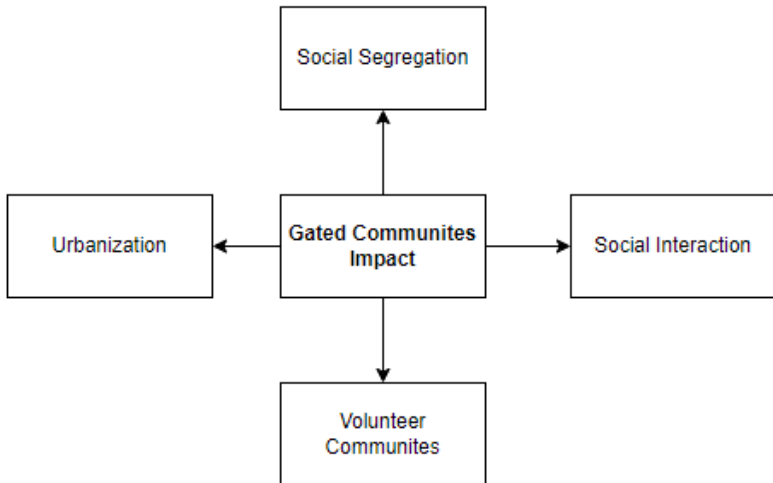 Social Segregation
Urbanization
Gated Communites
Impact
Social Interaction
Volunteer
Communites